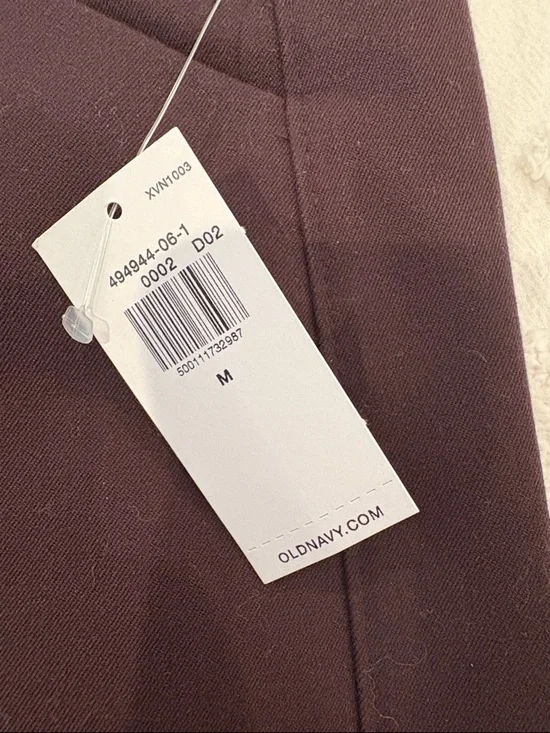 XVN1003
494944-06-1
0002 D02
500111732987
M
OLDNAVY.COM